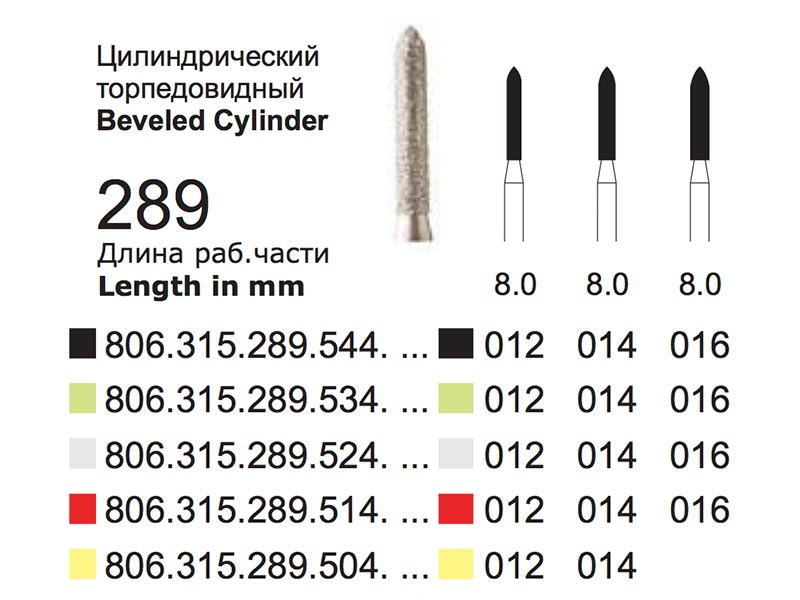 Цилиндрический
торпедовидный
Beveled Cylinder
289
Длина раб.части
Length in mm
8.0 8.0 8.0
806.315.289.544. ... 012 014 016
806.315.289.534. ... 012 014 016
806.315.289.524. ... 012 014 016
806.315.289.514. ... 012 014 016
806.315.289.504. ... 012 014